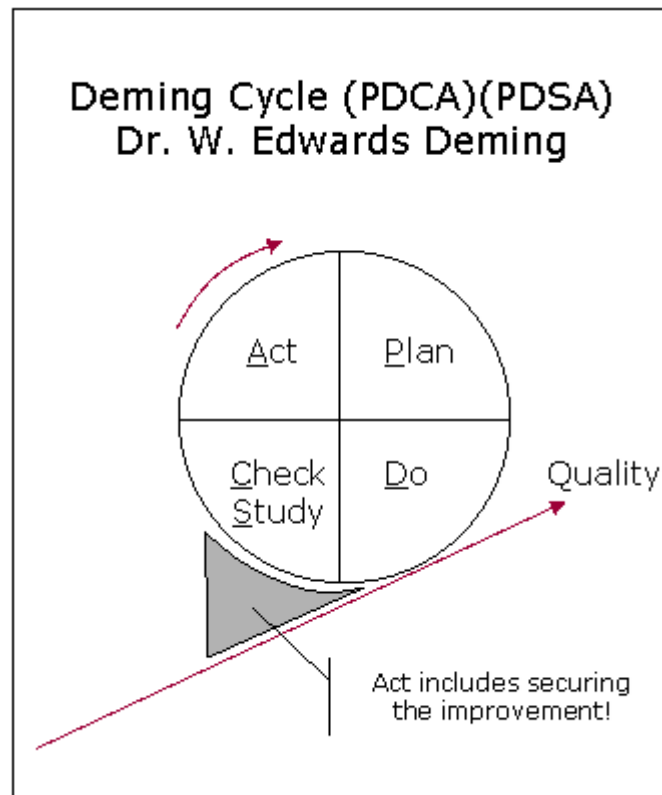 Deming Cycle (PDCA)(PDSA)
Dr. W. Edwards Deming
Act
Plan
Check
Study
Do
Quality
Act includes securing
the improvement!